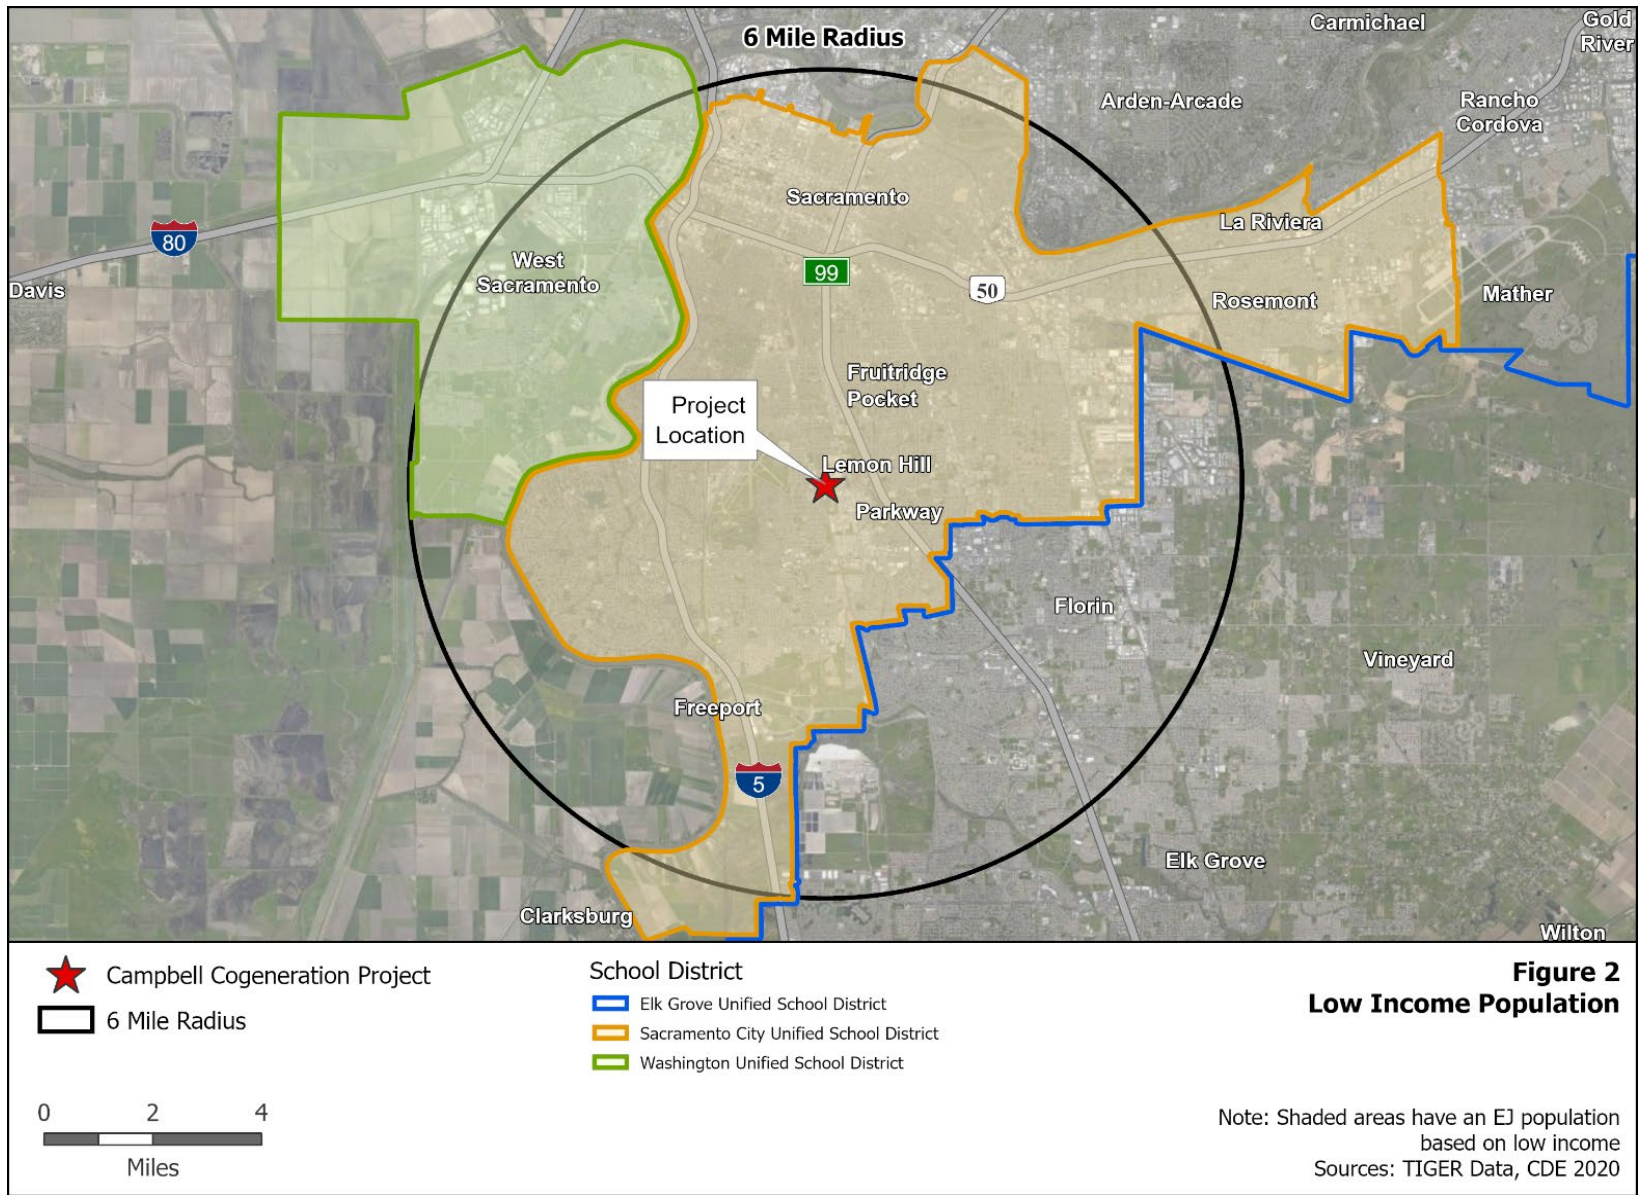 6 Mile Radius
Carmichael
Gold
River
Arden-Arcade
Rancho
Cordova
Sacramento
La Riviera
80
West
Sacramento
99
50
Davis
Rosemont
Mather
Fruitridge
Pocket
Project
Location
Lemon Hill
Parkway
Florin
Vineyard
Freeport
5
Elk Grove
Clarksburg
Wilton
Campbell Cogeneration Project
6 Mile Radius
0 2 4
Miles
School District
Elk Grove Unified School District
Sacramento City Unified School District
Washington Unified School District
Figure 2
Low Income Population
Note: Shaded areas have an EJ population
based on low income
Sources: TIGER Data, CDE 2020